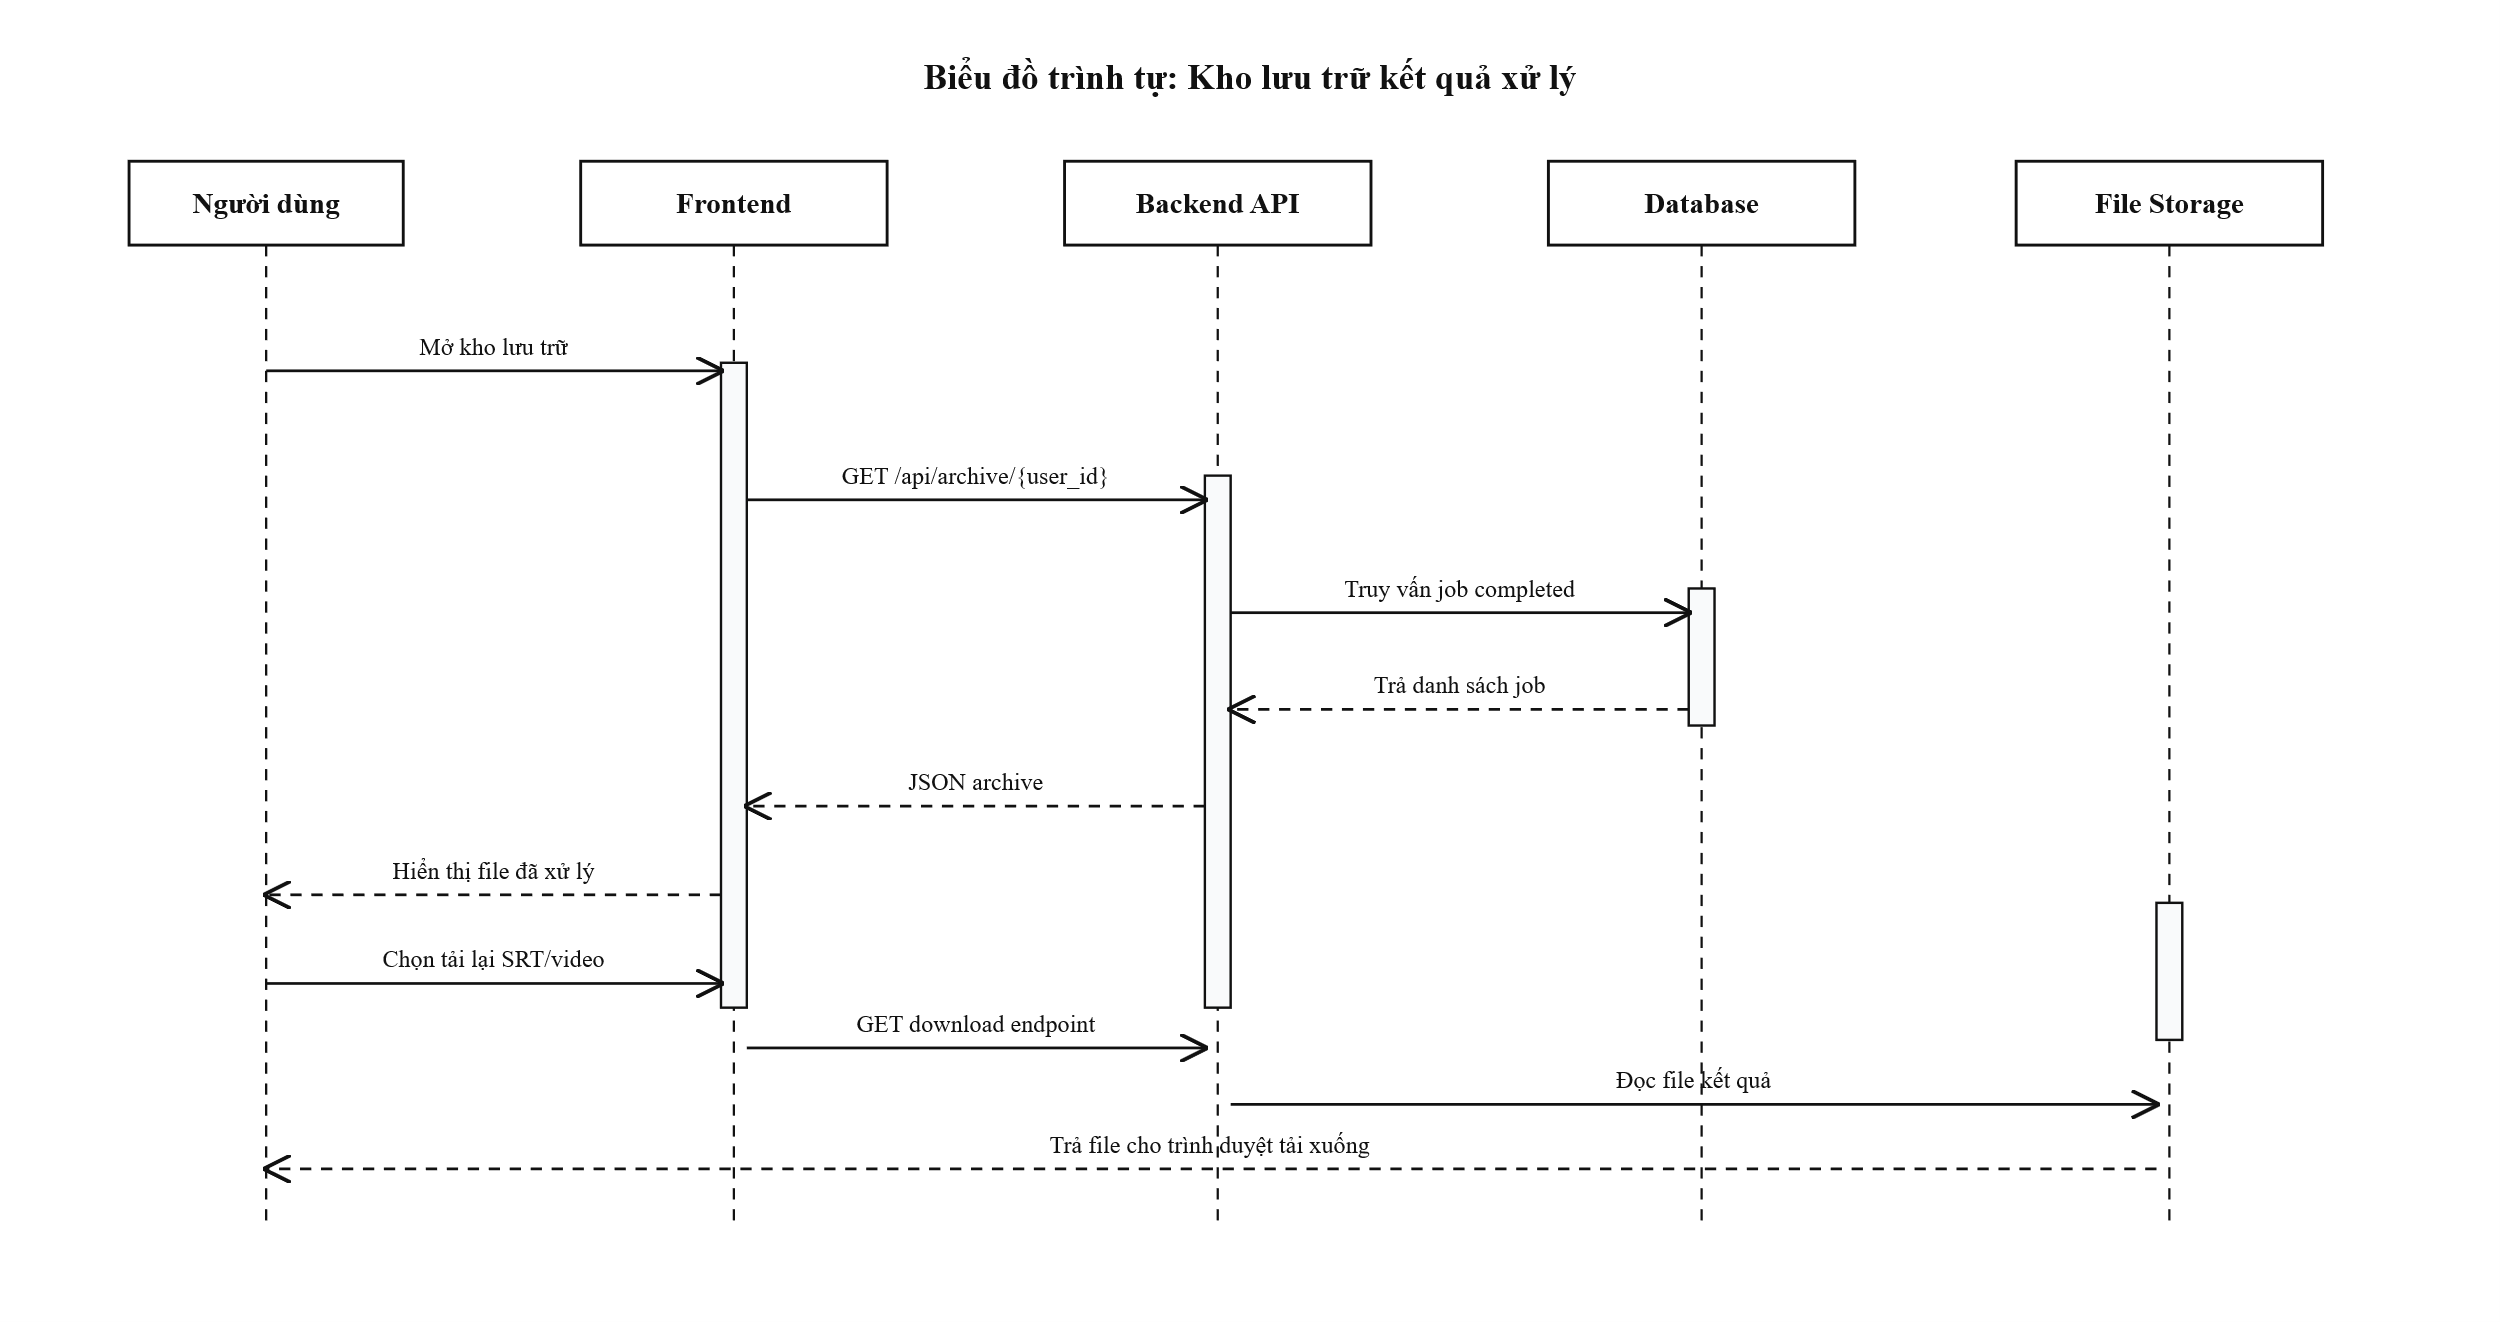 Biểu đồ trình tự: Kho lưu trữ kết quả xử lý
Người dùng
Frontend
Backend API
Database
File Storage
Mở kho lưu trữ
GET /api/archive/{user_id}
Truy vấn job completed
Trả danh sách job
JSON archive
Hiển thị file đã xử lý
Chọn tải lại SRT/video
GET download endpoint
Đọc file kết quả
Trả file cho trình duyệt tải xuống